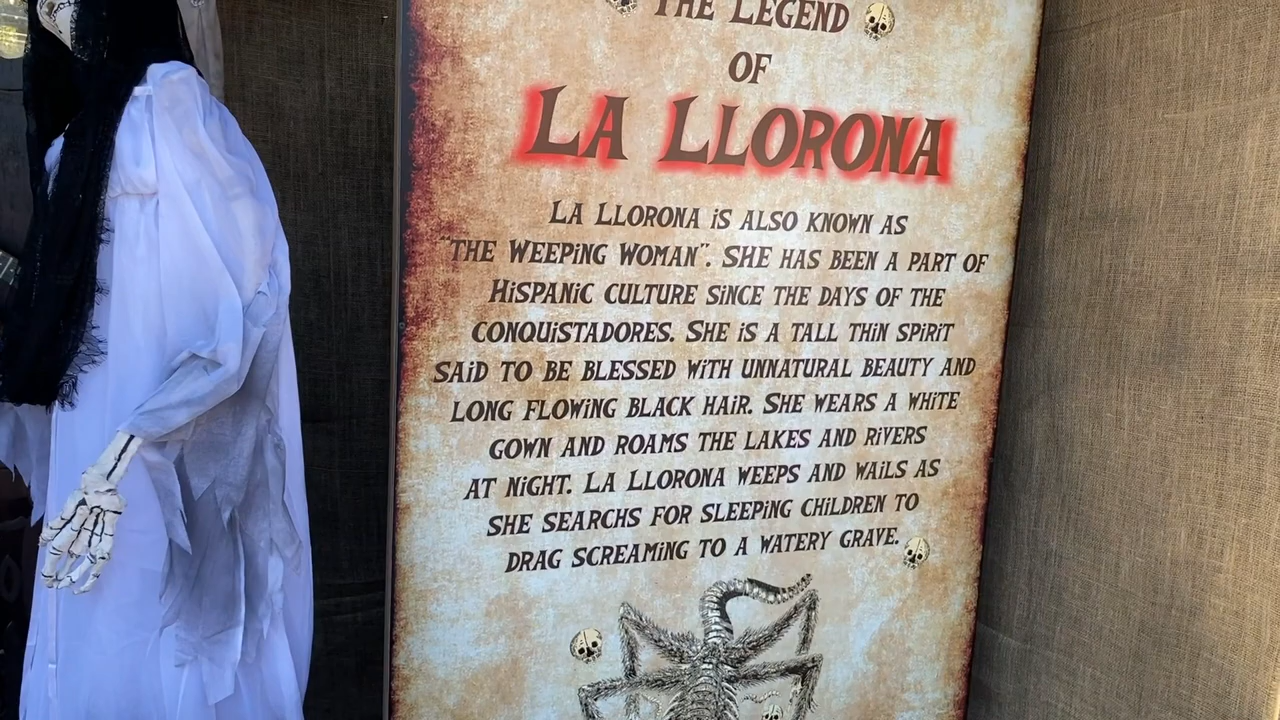 THE LEGEND
OF
LA LLORONA
LA LLORONA iS ALSO KNOWN AS
"THE WEEPiNG WOMAN". SHE HAS BEEN A PART OF
HiSPANiC CULTURE SiNCE THE DAYS OF THE
CONQUiSTADORES. SHE iS A TALL THiN SPiRiT
SAiD TO BE BLESSED WiTH UNNATURAL BEAUTY AND
LONG FLOWiNG BLACK HAiR. SHE WEARS A WHiTE
GOWN AND ROAMS THE LAKES AND RiVERS
AT NiGHT. LA LLORONA WEEPS AND WAiLS AS
SHE SEARCHS FOR SLEEPiNG CHiLDREN TO
DRAG SCREAMiNG TO A WATERY GRAVE.